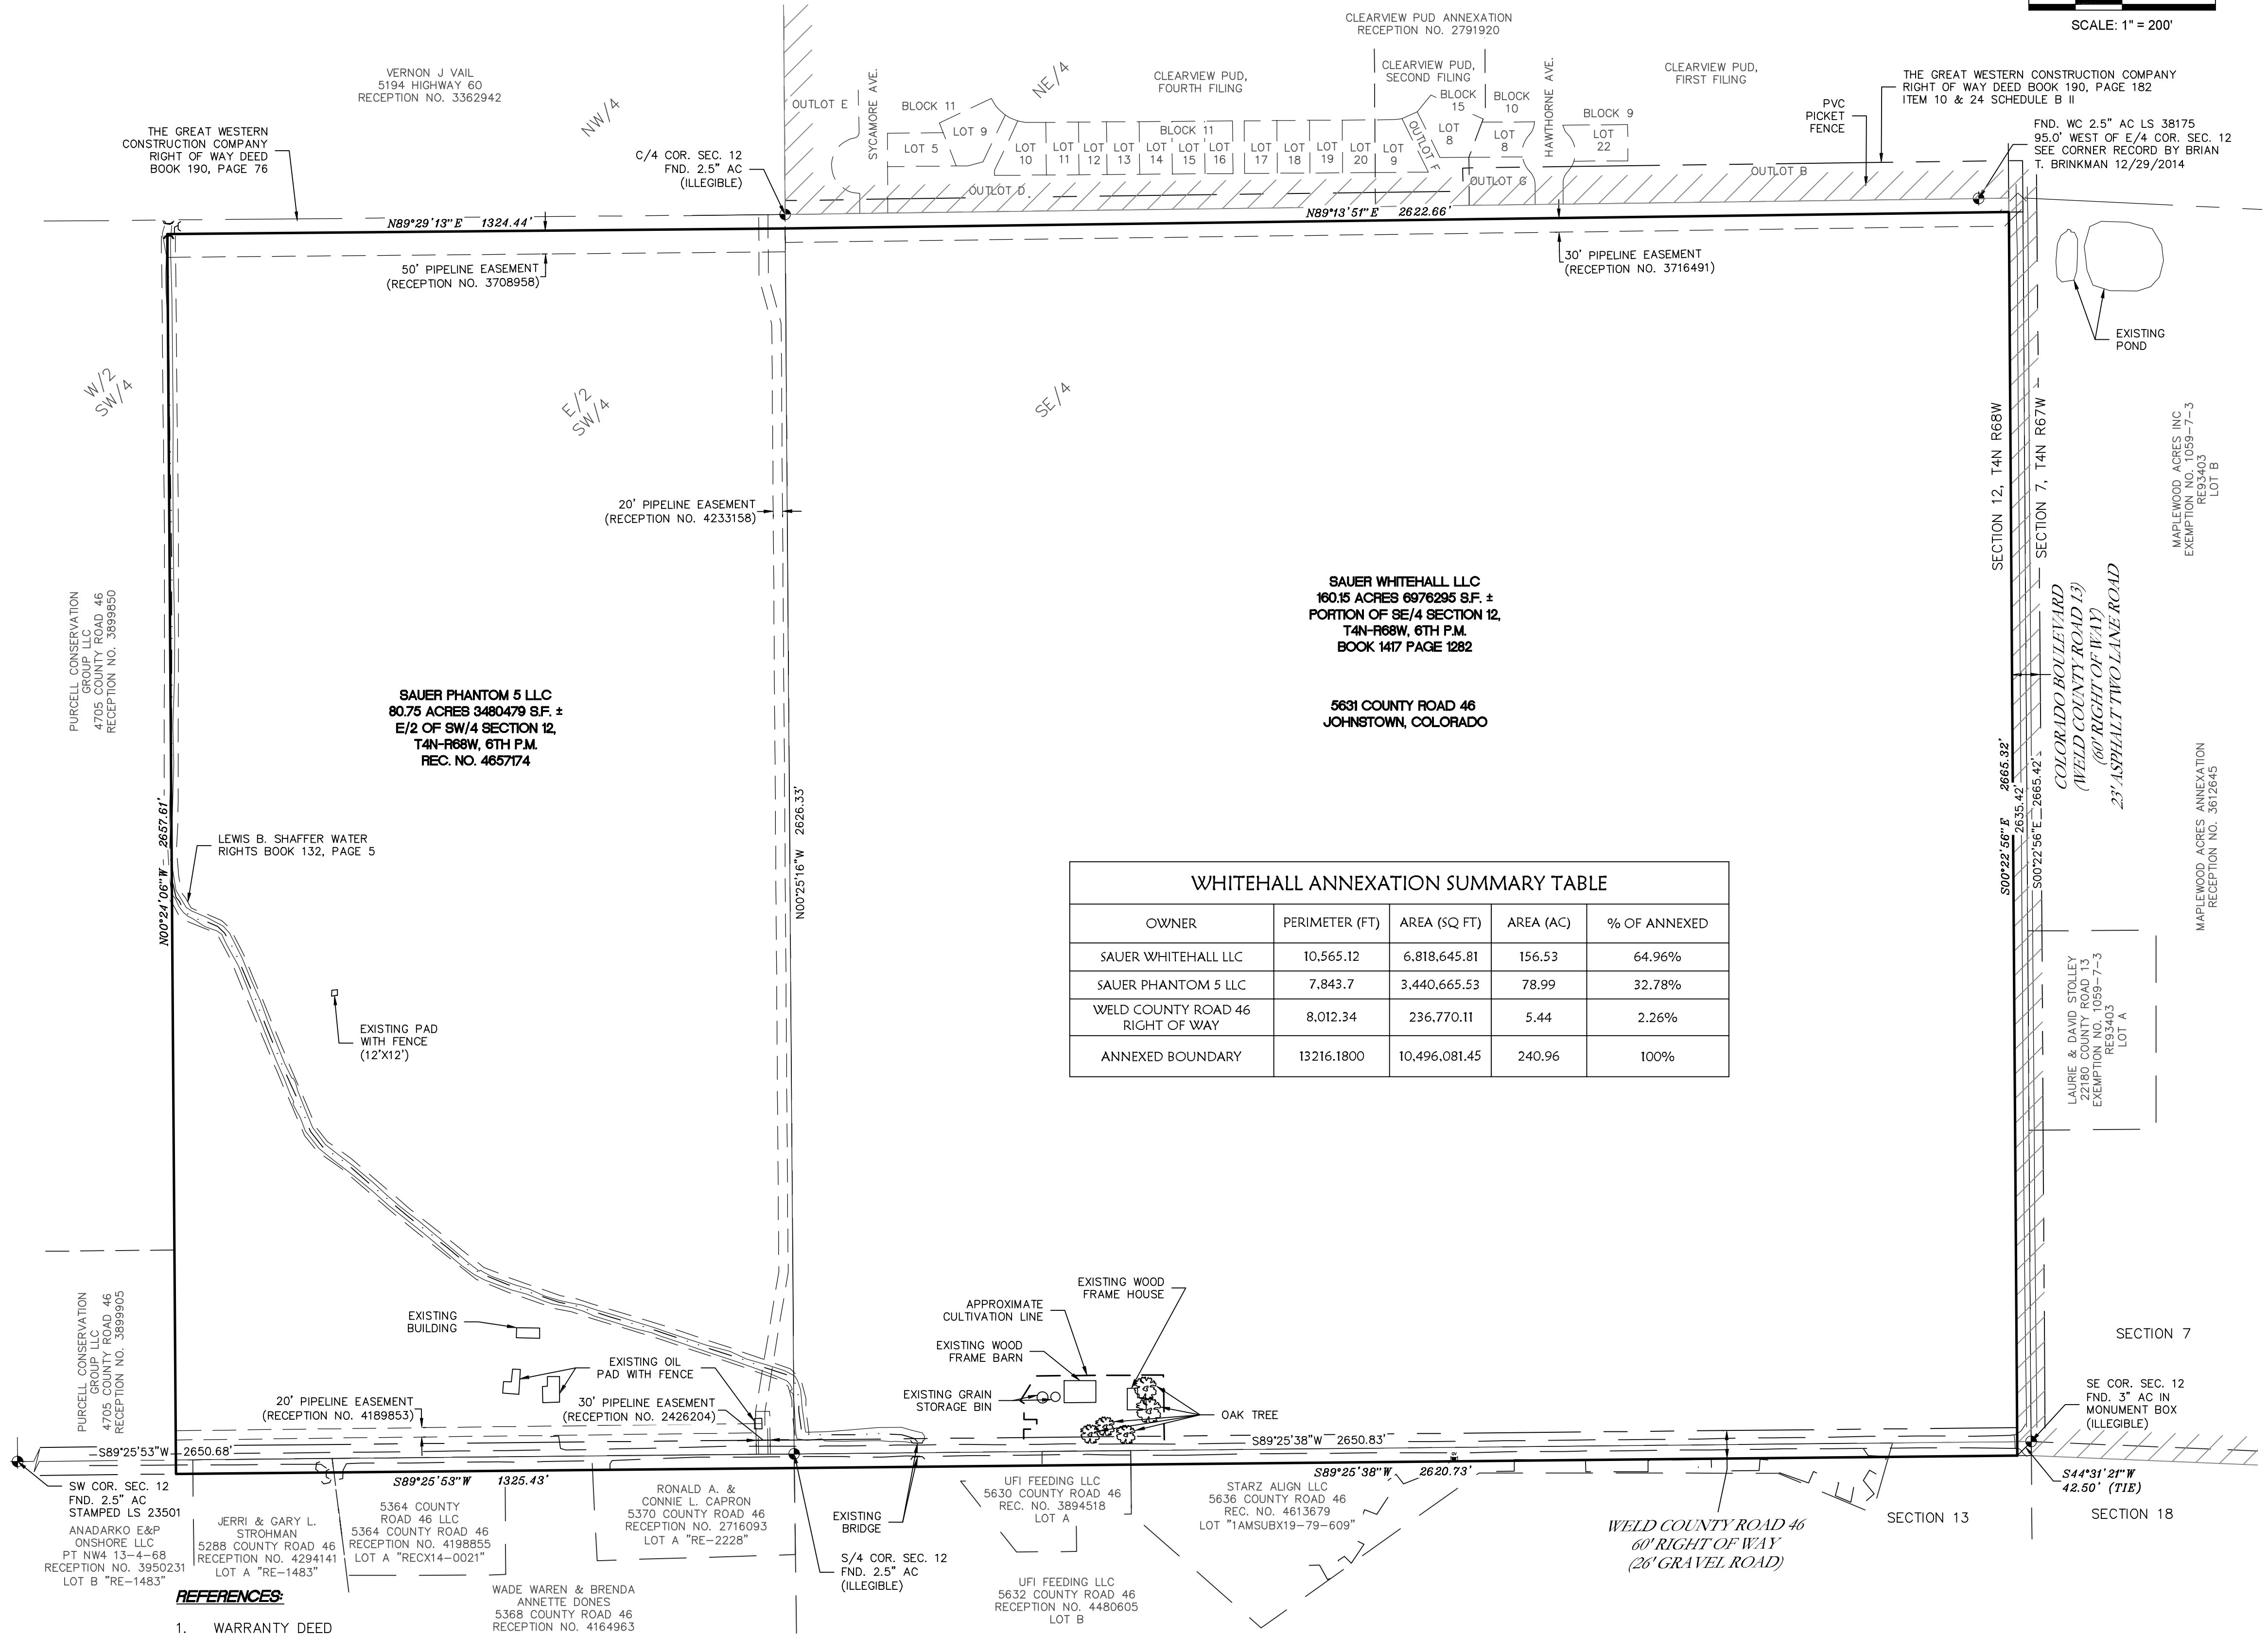 SCALE: 1" = 200'
CLEARVIEW PUD ANNEXATION
RECEPTION NO. 2791920
VERNON J VAIL
5194 HIGHWAY 60
RECEPTION NO. 3362942
NW/4
NE/4
THE GREAT WESTERN
CONSTRUCTION COMPANY
RIGHT OF WAY DEED
BOOK 190, PAGE 76
C/4 COR. SEC. 12
FND. 2.5" AC
(ILLEGIBLE)
OUTLOT E
SYCAMORE AVE.
BLOCK 11
LOT 5
LOT 9
CLEARVIEW PUD,
FOURTH FILING
BLOCK 11
LOT
10
LOT
11
LOT
12
LOT
13
LOT
14
LOT
15
LOT
16
LOT
17
LOT
18
LOT
19
LOT
20
LOT
9
OUTLOT F
CLEARVIEW PUD,
SECOND FILING
BLOCK
15
LOT
8
BLOCK
10
LOT
8
HAWTHORNE AVE.
BLOCK 9
LOT
22
CLEARVIEW PUD,
FIRST FILING
OUTLOT D
OUTLOT G
OUTLOT B
PVC
PICKET
FENCE
THE GREAT WESTERN CONSTRUCTION COMPANY
RIGHT OF WAY DEED BOOK 190, PAGE 182
ITEM 10 & 24 SCHEDULE B II
FND. WC 2.5" AC LS 38175
95.0' WEST OF E/4 COR. SEC. 12
SEE CORNER RECORD BY BRIAN
T. BRINKMAN 12/29/2014
N89°29'13"E 1324.44'
N89°13'51"E 2622.66'
50' PIPELINE EASEMENT
(RECEPTION NO. 3708958)
30' PIPELINE EASEMENT
(RECEPTION NO. 3716491)
EXISTING
POND
W/2
SW/4
E/2
SW/4
SE/4
20' PIPELINE EASEMENT
(RECEPTION NO. 4233158)
SECTION 12, T4N R68W
SECTION 7, T4N R67W
MAPLEWOOD ACRES INC
EXEMPTION NO. 1059-7-3
RE93403
LOT B
PURCELL CONSERVATION
GROUP LLC
4705 COUNTY ROAD 46
RECEPTION NO. 3899850
SAUER PHANTOM 5 LLC
80.75 ACRES 3480479 S.F. ±
E/2 OF SW/4 SECTION 12,
T4N-R68W, 6TH P.M.
REC. NO. 4657174
SAUER WHITEHALL LLC
160.15 ACRES 6976295 S.F. ±
PORTION OF SE/4 SECTION 12,
T4N-R68W, 6TH P.M.
BOOK 1417 PAGE 1282
5631 COUNTY ROAD 46
JOHNSTOWN, COLORADO
COLORADO BOULEVARD
(WELD COUNTY ROAD 13)
(60' RIGHT OF WAY)
23' ASPHALT TWO LANE ROAD
N00°24'06"W 2657.61'
N00°25'16"W 2626.33'
S00°22'56"E 2665.32'
2635.42'
S00°22'56"E 2665.42'
MAPLEWOOD ACRES ANNEXATION
RECEPTION NO. 3612645
LEWIS B. SHAFFER WATER
RIGHTS BOOK 132, PAGE 5
WHITEHALL ANNEXATION SUMMARY TABLE
OWNER PERIMETER (FT) AREA (SQ FT) AREA (AC) % OF ANNEXED
SAUER WHITEHALL LLC 10,565.12 6,818,645.81 156.53 64.96%
SAUER PHANTOM 5 LLC 7,843.7 3,440,665.53 78.99 32.78%
WELD COUNTY ROAD 46
RIGHT OF WAY 8,012.34 236,770.11 5.44 2.26%
ANNEXED BOUNDARY 13216.1800 10,496,081.45 240.96 100%
LAURIE & DAVID STOLLEY
22180 COUNTY ROAD 13
EXEMPTION NO. 1059-7-3
RE93403
LOT A
EXISTING PAD
WITH FENCE
(12'X12')
PURCELL CONSERVATION
GROUP LLC
4705 COUNTY ROAD 46
RECEPTION NO. 3899905
EXISTING
BUILDING
EXISTING OIL
PAD WITH FENCE
20' PIPELINE EASEMENT
(RECEPTION NO. 4189853)
30' PIPELINE EASEMENT
(RECEPTION NO. 2426204)
EXISTING WOOD
FRAME HOUSE
APPROXIMATE
CULTIVATION LINE
EXISTING WOOD
FRAME BARN
EXISTING GRAIN
STORAGE BIN
OAK TREE
SECTION 7
SE COR. SEC. 12
FND. 3" AC IN
MONUMENT BOX
(ILLEGIBLE)
S89°25'53"W 2650.68'
S89°25'38"W 2650.83'
S89°25'53"W 1325.43'
S89°25'38"W 2620.73'
S44°31'21"W
42.50' (TIE)
SW COR. SEC. 12
FND. 2.5" AC
STAMPED LS 23501
ANADARKO E&P
ONSHORE LLC
PT NW4 13-4-68
RECEPTION NO. 3950231
LOT B "RE-1483"
JERRI & GARY L.
STROHMAN
5288 COUNTY ROAD 46
RECEPTION NO. 4294141
LOT A "RE-1483"
5364 COUNTY
ROAD 46 LLC
5364 COUNTY ROAD 46
RECEPTION NO. 4198855
LOT A "RECX14-0021"
RONALD A. &
CONNIE L. CAPRON
5370 COUNTY ROAD 46
RECEPTION NO. 2716093
LOT A "RE-2228"
WADE WAREN & BRENDA
ANNETTE DONES
5368 COUNTY ROAD 46
RECEPTION NO. 4164963
EXISTING
BRIDGE
S/4 COR. SEC. 12
FND. 2.5" AC
(ILLEGIBLE)
UFI FEEDING LLC
5630 COUNTY ROAD 46
REC. NO. 3894518
LOT A
UFI FEEDING LLC
5632 COUNTY ROAD 46
RECEPTION NO. 4480605
LOT B
STARZ ALIGN LLC
5636 COUNTY ROAD 46
REC. NO. 4613679
LOT "1AMSUBX19-79-609"
WELD COUNTY ROAD 46
60' RIGHT OF WAY
(26' GRAVEL ROAD)
SECTION 13
SECTION 18
REFERENCES:
1. WARRANTY DEED